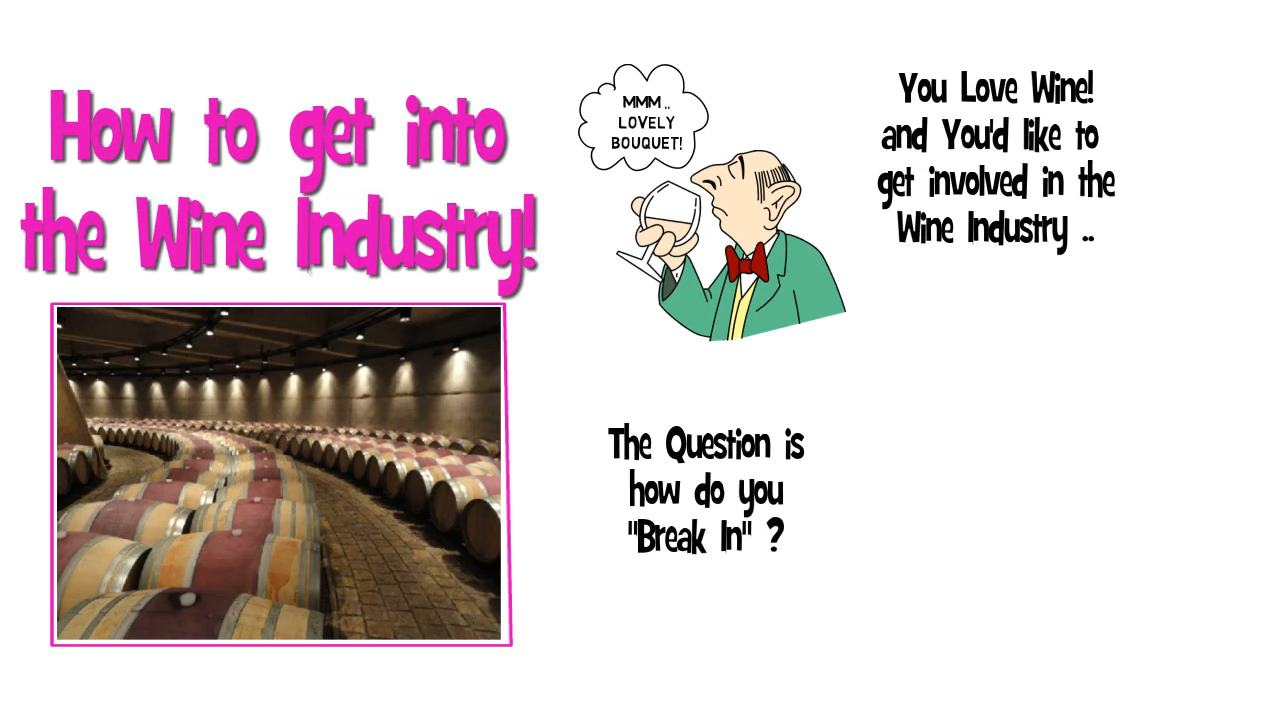 How to get into
the Wine Industry!
MMM ..
LOVELY
BOUQUET!
You Love Wine!
and You'd like to
get involved in the
Wine Industry ..
The Question is
how do you
"Break In" ?